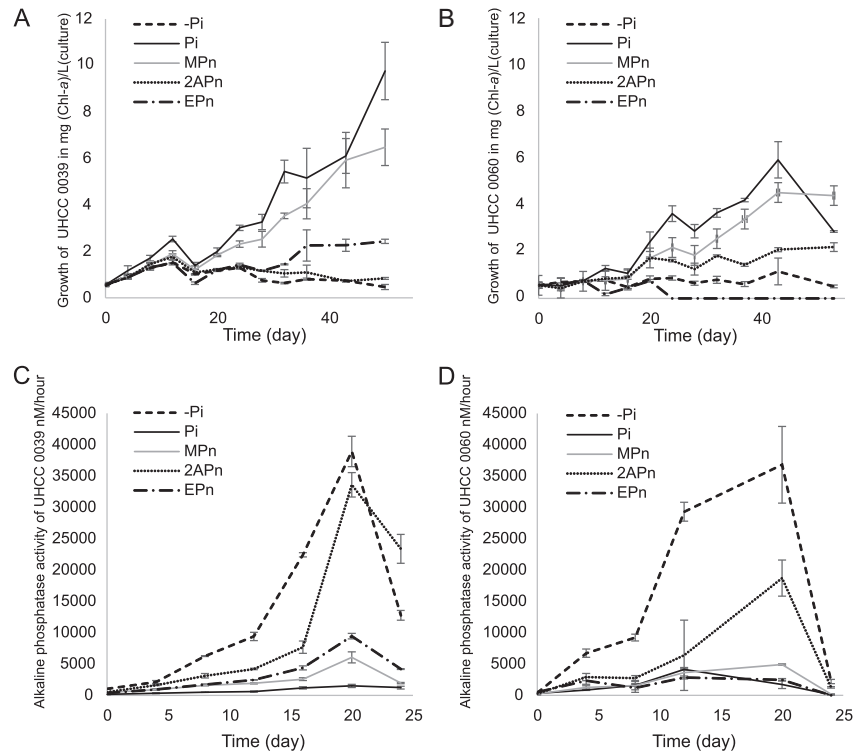 A
Growth of UHCC 0039 in mg (Chl-a)/L(culture)
12
10
8
6
4
2
0
-Pi
Pi
MPn
2APn
EPn
0 20 40
Time (day)
B
Growth of UHCC 0060 in mg (Chl-a)/L(culture)
12
10
8
6
4
2
0
-Pi
Pi
MPn
2APn
EPn
0 20 40
Time (day)
C
Alkaline phosphatase activity of UHCC 0039 nM/hour
45000
40000
35000
30000
25000
20000
15000
10000
5000
0
-Pi
Pi
MPn
2APn
EPn
0 5 10 15 20 25
Time (day)
D
Alkaline phosphatase activity of UHCC 0060 nM/hour
45000
40000
35000
30000
25000
20000
15000
10000
5000
0
-Pi
Pi
MPn
2APn
EPn
0 5 10 15 20 25
Time (day)